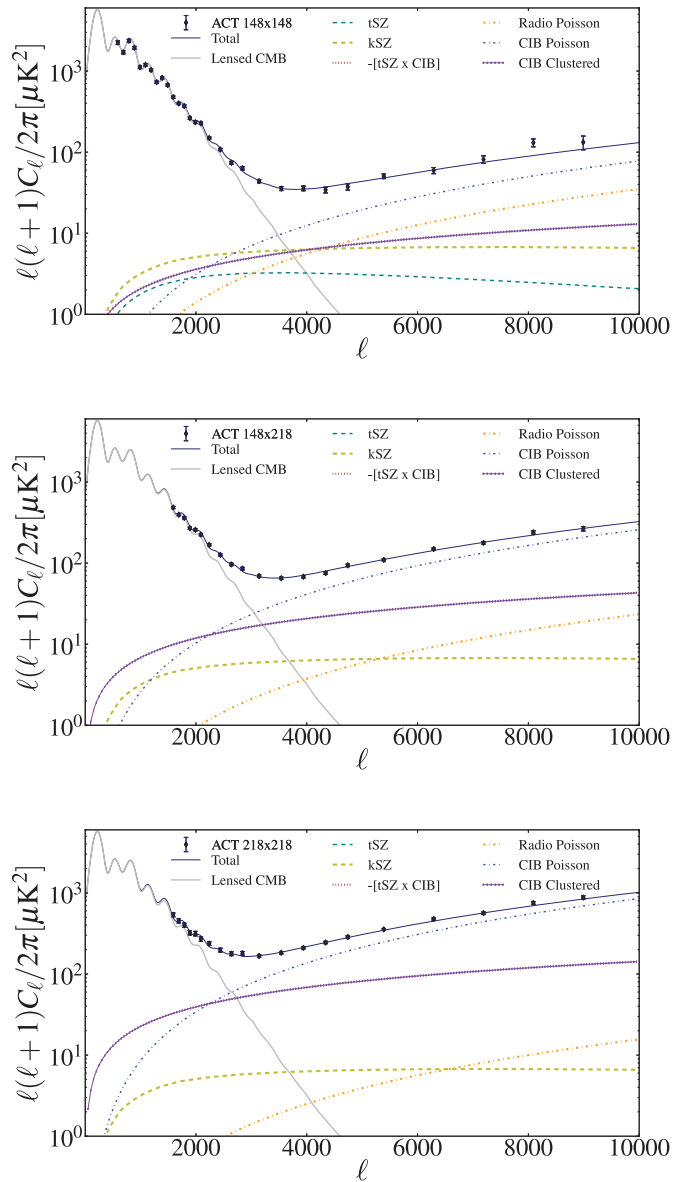 ACT 148x148
Total
Lensed CMB
tSZ
kSZ
-[tSZ x CIB]
Radio Poisson
CIB Poisson
CIB Clustered
ℓ(ℓ+1)C_ℓ/2π[μK²]
10³
10²
10¹
10⁰
2000 4000 6000 8000 10000
ℓ
ACT 148x218
Total
Lensed CMB
tSZ
kSZ
-[tSZ x CIB]
Radio Poisson
CIB Poisson
CIB Clustered
ℓ(ℓ+1)C_ℓ/2π[μK²]
10³
10²
10¹
10⁰
2000 4000 6000 8000 10000
ℓ
ACT 218x218
Total
Lensed CMB
tSZ
kSZ
-[tSZ x CIB]
Radio Poisson
CIB Poisson
CIB Clustered
ℓ(ℓ+1)C_ℓ/2π[μK²]
10³
10²
10¹
10⁰
2000 4000 6000 8000 10000
ℓ